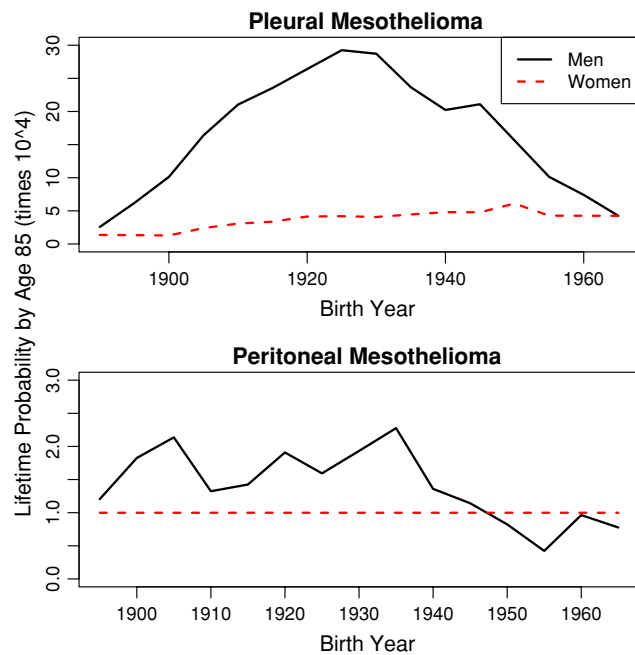 Pleural Mesothelioma
30
20
10
5
0
Men
Women
1900
1920
1940
1960
Birth Year
Lifetime Probability by Age 85 (times 10^4)
Peritoneal Mesothelioma
3.0
2.0
1.0
0.0
1900
1910
1920
1930
1940
1950
1960
Birth Year